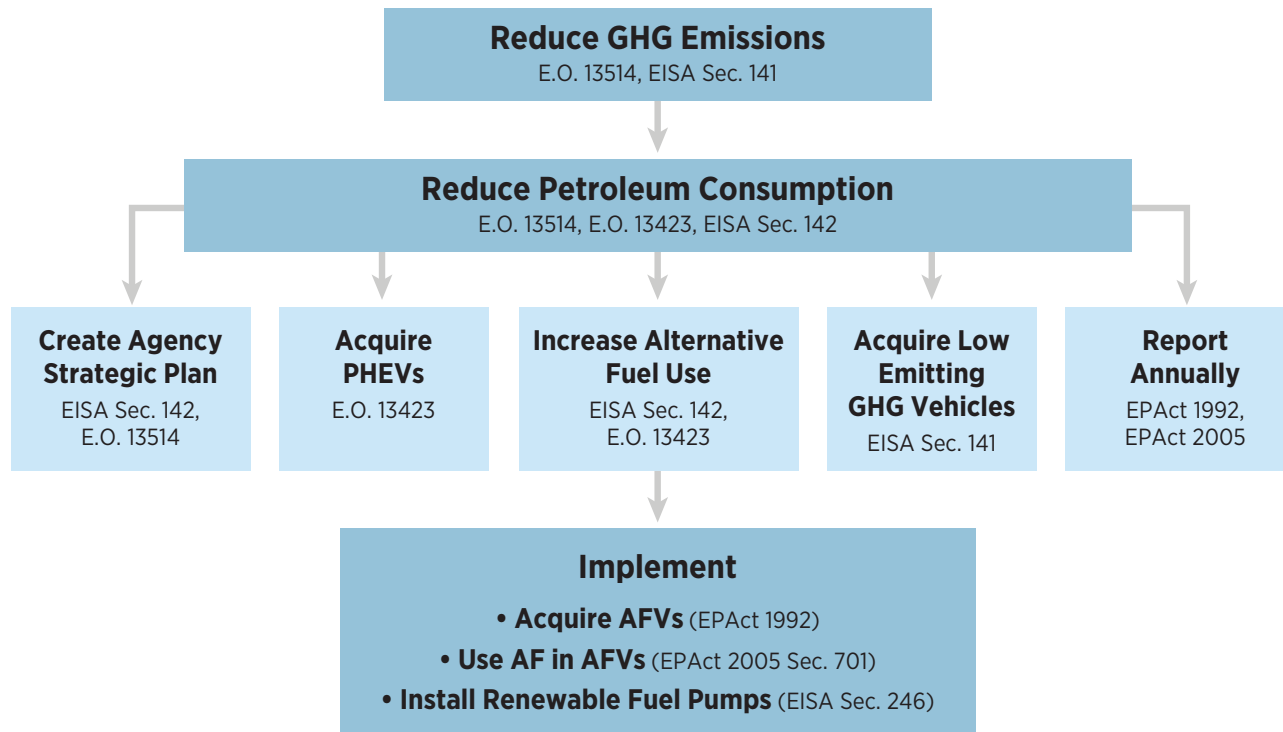 Reduce GHG Emissions
E.O. 13514, EISA Sec. 141
Reduce Petroleum Consumption
E.O. 13514, E.O. 13423, EISA Sec. 142
Create Agency
Strategic Plan
EISA Sec. 142,
E.O. 13514
Acquire
PHEVs
E.O. 13423
Increase Alternative
Fuel Use
EISA Sec. 142,
E.O. 13423
Acquire Low
Emitting
GHG Vehicles
EISA Sec. 141
Report
Annually
EPAct 1992,
EPAct 2005
Implement
• Acquire AFVs (EPAct 1992)
• Use AF in AFVs (EPAct 2005 Sec. 701)
• Install Renewable Fuel Pumps (EISA Sec. 246)